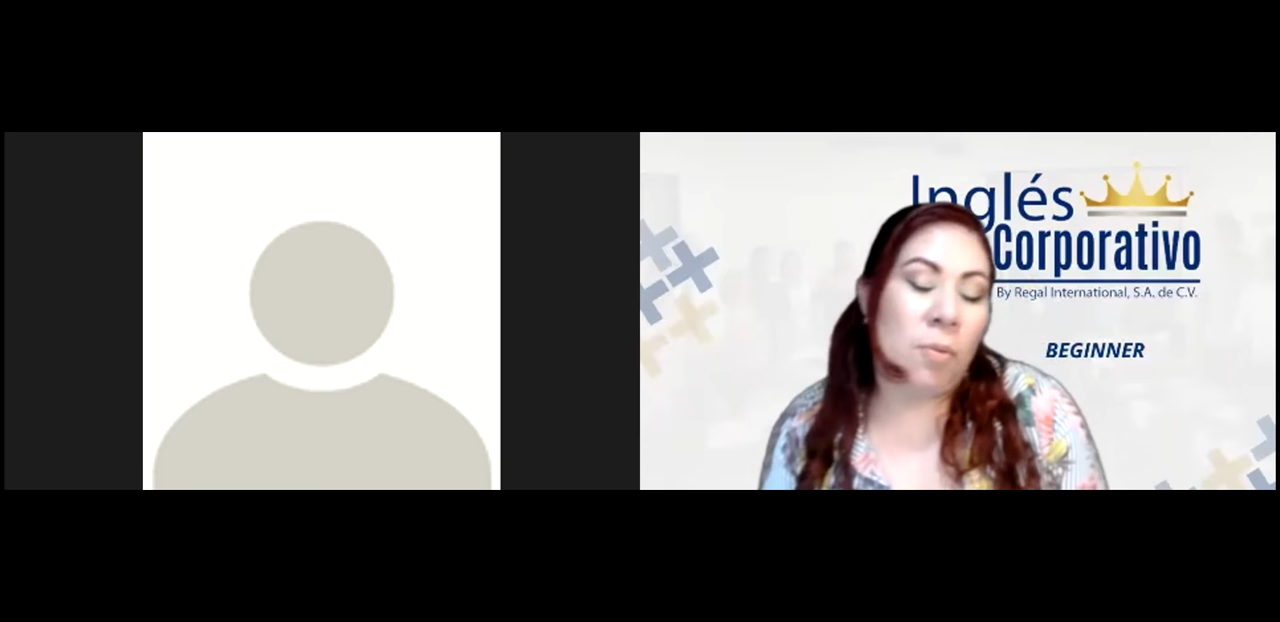 Inglés
Corporativo
By Regal International, S.A. de C.V.
BEGINNER